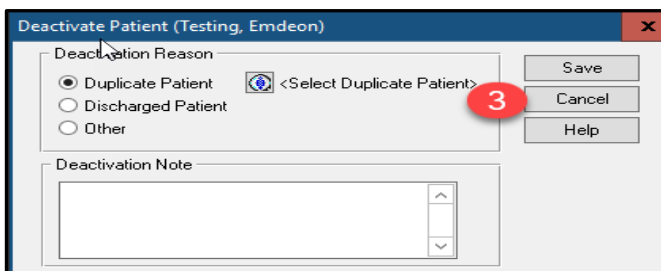 Deactivate Patient (Testing, Emdeon)
x
Deactivation Reason
Duplicate Patient <Select Duplicate Patient>
Discharged Patient
Other
Save
3 Cancel
Help
Deactivation Note